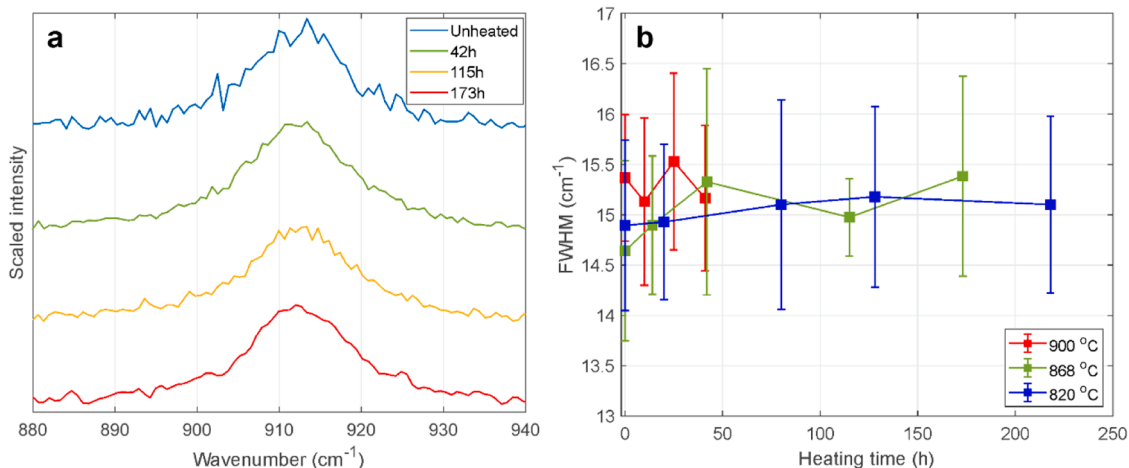 a
Unheated
42h
115h
173h
Scaled intensity
880 890 900 910 920 930 940
Wavenumber (cm-1)
b
17
16.5
16
15.5
15
14.5
14
13.5
13
FWHM (cm-1)
900 °C
868 °C
820 °C
0 50 100 150 200 250
Heating time (h)